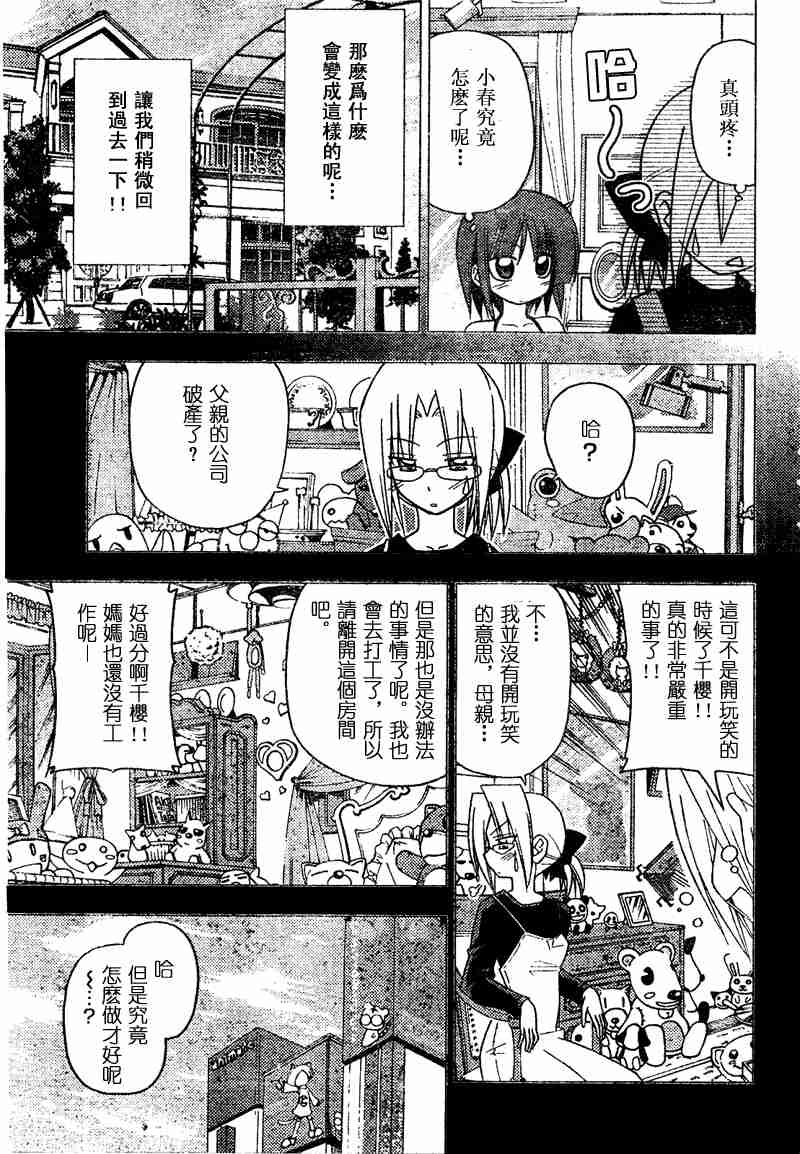 真頭疼…
哈～～っ
小春究竟
怎麼了呢…
那麼爲什麽
會變成這樣的呢…
讓我們稍微回
到過去一下!!
哈?
父親的公司
破產了?
這可不是開玩笑的
時候了千櫻!!
真的非常嚴重
的事了!!
不…
我並沒有開玩笑
的意思,母親…
但是那也是沒辦法
的事情了呢。我也
會去打工了,所以
請離開這個房間
吧。
好過分啊千櫻!!
媽媽也還沒有工
作呢—
哈
但是究竟
怎麼做才好呢
～…?